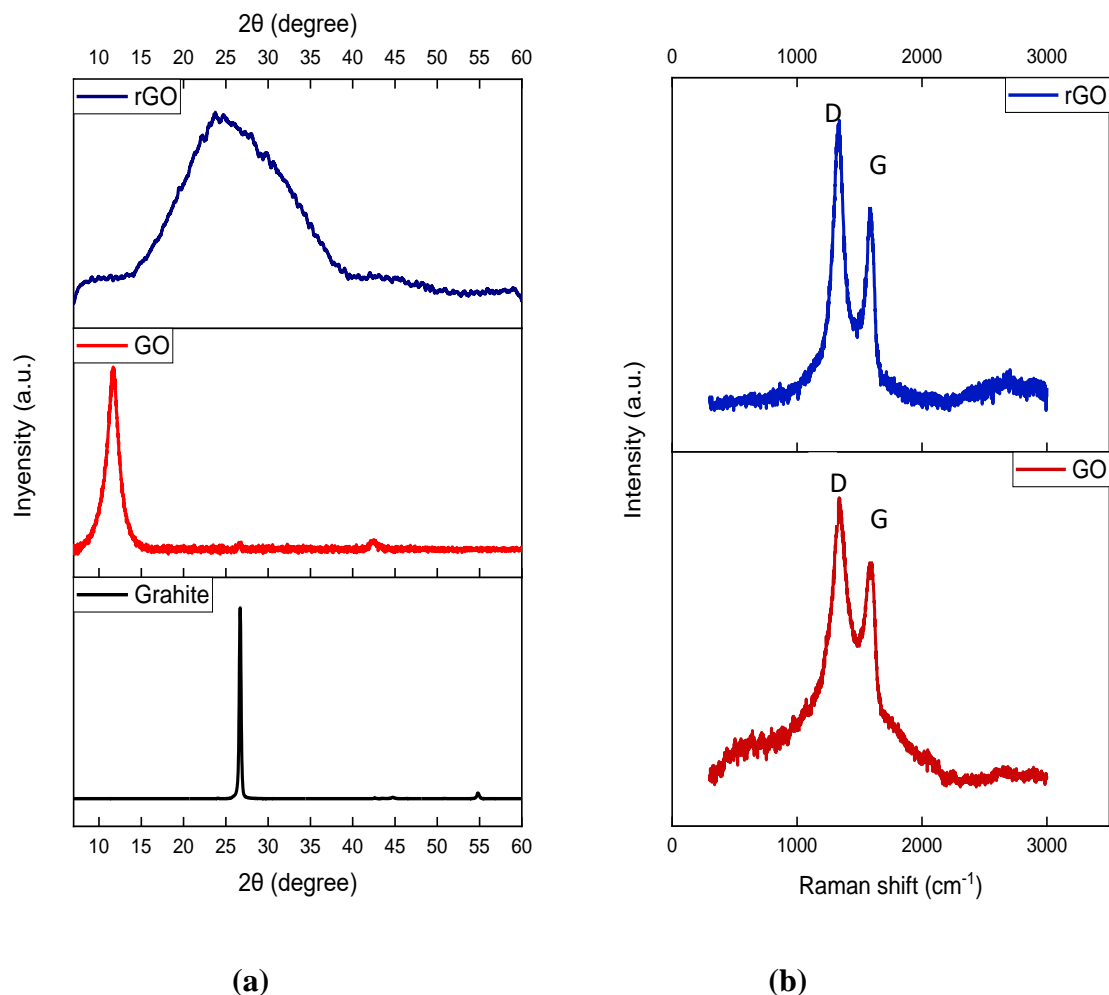 2θ (degree)
10 15 20 25 30 35 40 45 50 55 60
rGO
GO
Grahite
Inyensity (a.u.)
10 15 20 25 30 35 40 45 50 55 60
2θ (degree)
(a)
0 1000 2000 3000
rGO
D
G
GO
D
G
Intensity (a.u.)
0 1000 2000 3000
Raman shift (cm⁻¹)
(b)